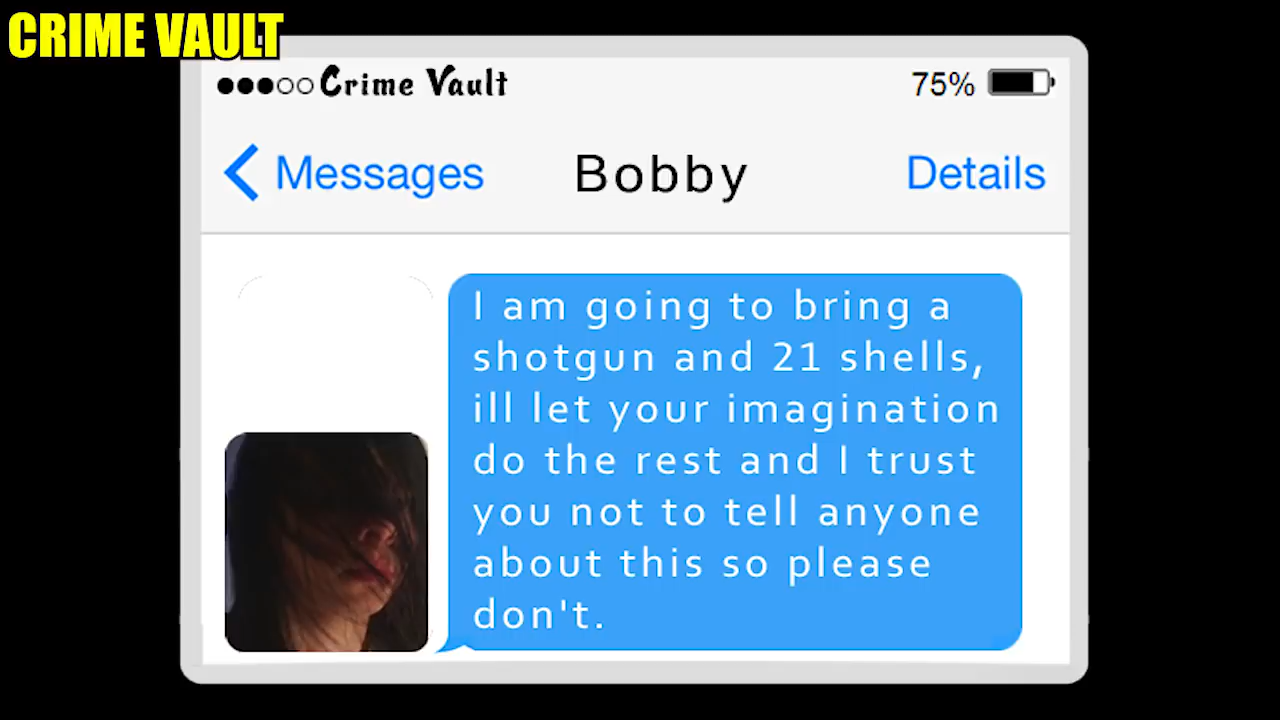 CRIME VAULT
Crime Vault 75%
Messages Bobby Details
I am going to bring a
shotgun and 21 shells,
ill let your imagination
do the rest and I trust
you not to tell anyone
about this so please
don't.